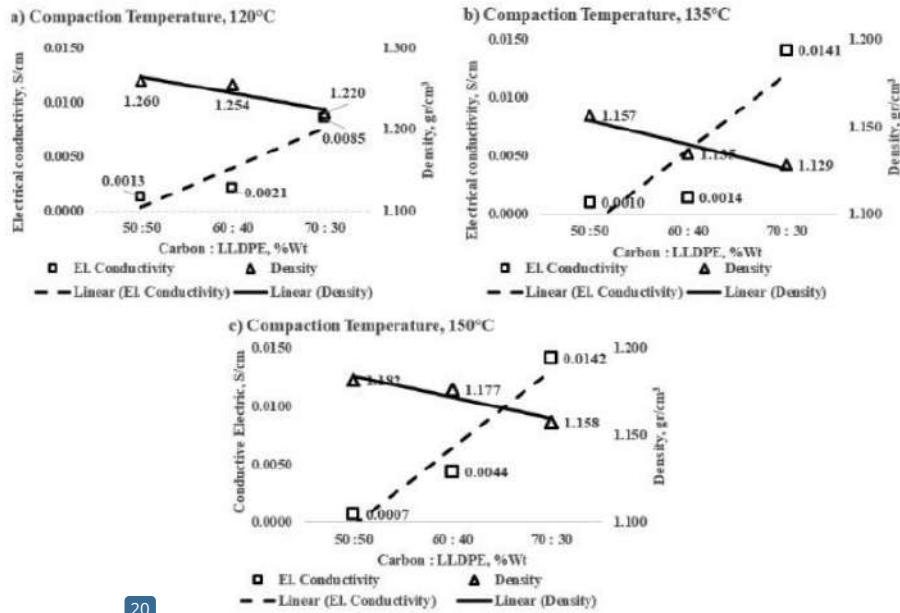 a) Compaction Temperature, 120°C
Electrical conductivity, S/cm
0.0150
0.0100
0.0050
0.0000
1.300
1.200
1.100
Density, gr/cm³
1.260
1.254
1.220
0.0085
0.0013
0.0021
50:50
60 : 40
70 : 30
Carbon : LLDPE, %Wt
El. Conductivity
Density
Linear (El. Conductivity)
Linear (Density)
b) Compaction Temperature, 135°C
Electrical conductivity, S/cm
0.0150
0.0100
0.0050
0.0000
1.200
1.150
1.100
Density, gr/cm³
0.0141
1.157
1.129
0.0010
0.0014
50:50
60 : 40
70 : 30
Carbon : LLDPE, %Wt
El. Conductivity
Density
Linear (El. Conductivity)
Linear (Density)
c) Compaction Temperature, 150°C
Conductive Electric, S/cm
0.0150
0.0100
0.0050
0.0000
1.200
1.150
1.100
Density, gr/cm³
0.0142
1.182
1.177
1.158
0.0044
0.0007
50 :50
60 : 40
70 : 30
Carbon : LLDPE, %Wt
El. Conductivity
Density
Linear (El. Conductivity)
Linear (Density)
20